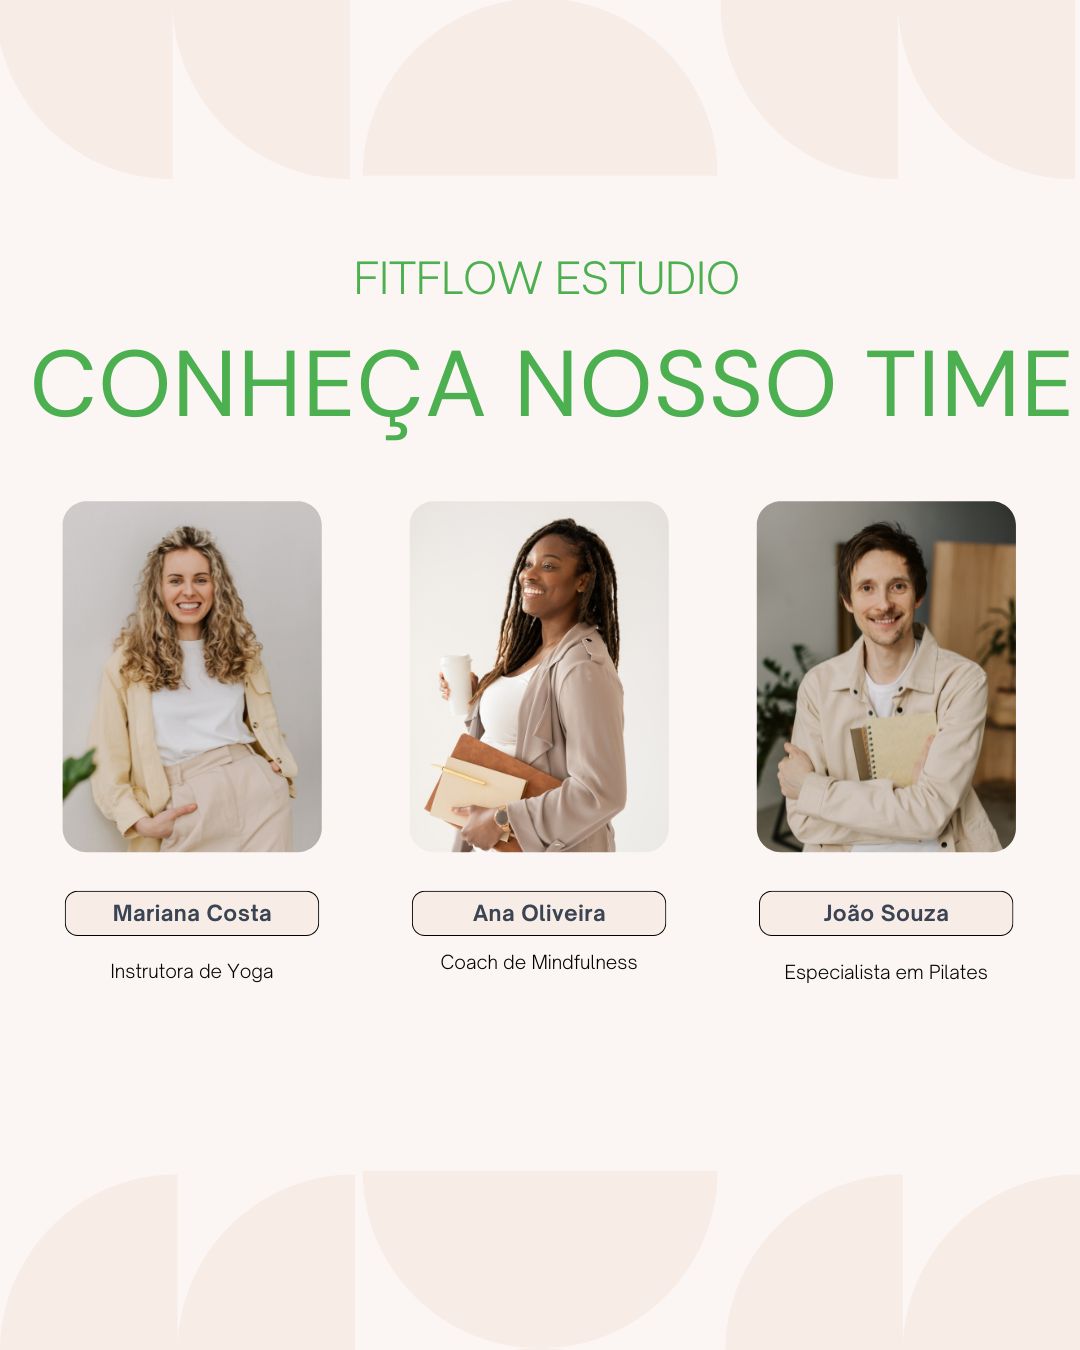 FITFLOW ESTUDIO
CONHEÇA NOSSO TIME
Mariana Costa
Instrutora de Yoga
Ana Oliveira
Coach de Mindfulness
João Souza
Especialista em Pilates